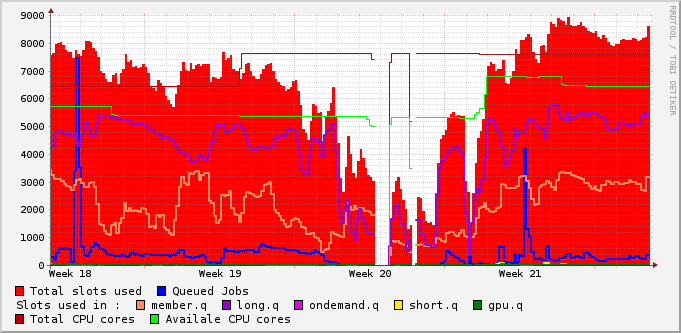 9000
8000
7000
6000
5000
4000
3000
2000
1000
0
Week 18 Week 19 Week 20 Week 21
Total slots used Queued Jobs
Slots used in : member.q long.q ondemand.q short.q gpu.q
Total CPU cores Availale CPU cores
RRDTOOL / TOBI OETIKER